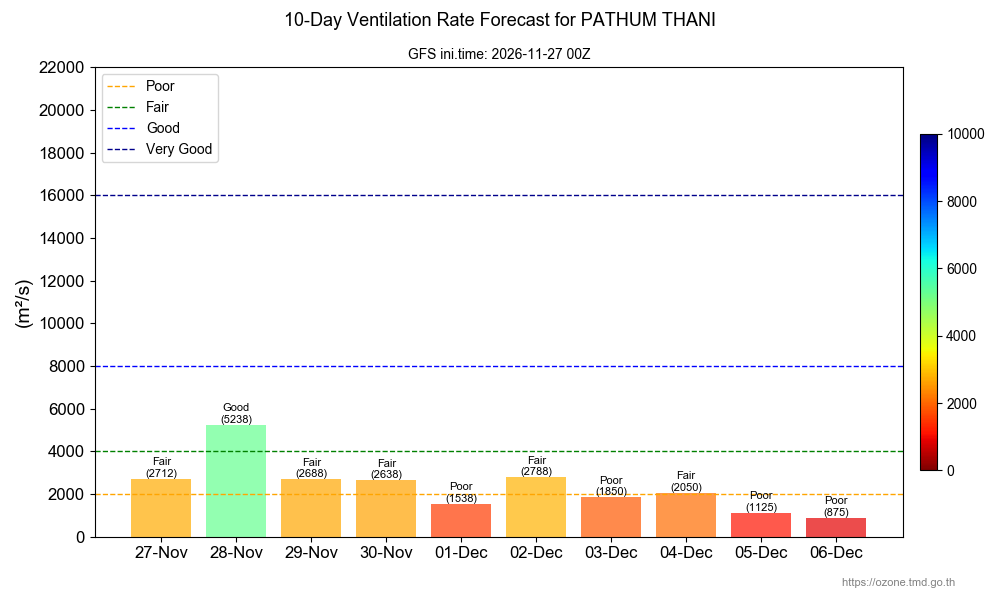 10-Day Ventilation Rate Forecast for PATHUM THANI
GFS ini.time: 2026-11-27 00Z
22000
20000
18000
16000
14000
12000
10000
8000
6000
4000
2000
0
(m²/s)
Poor
Fair
Good
Very Good
Fair
(2712)
Good
(5238)
Fair
(2688)
Fair
(2638)
Poor
(1538)
Fair
(2788)
Poor
(1850)
Fair
(2050)
Poor
(1125)
Poor
(875)
27-Nov
28-Nov
29-Nov
30-Nov
01-Dec
02-Dec
03-Dec
04-Dec
05-Dec
06-Dec
10000
8000
6000
4000
2000
0
https://ozone.tmd.go.th